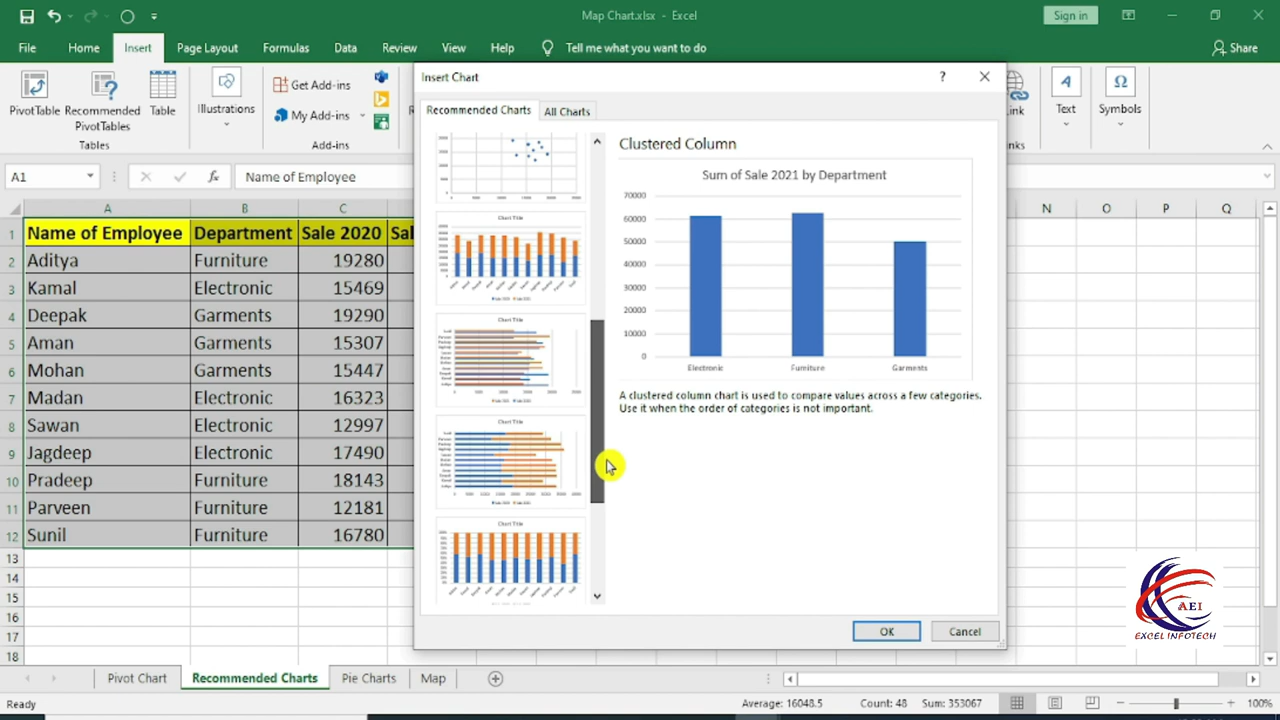 Map Chart.xlsx - Excel
Sign in
File Home Insert Page Layout Formulas Data Review View Help Tell me what you want to do Share
PivotTable Recommended PivotTables Table
Tables
Illustrations
Get Add-ins
My Add-ins
Add-ins
Text
Symbols
Insert Chart
?
Recommended Charts All Charts
A1
Name of Employee
A B C N O P Q
1 Name of Employee Department Sale 2020
2 Aditya Furniture 19280
3 Kamal Electronic 15469
4 Deepak Garments 19290
5 Aman Garments 15307
6 Mohan Garments 15447
7 Madan Electronic 16323
8 Sawan Electronic 12997
9 Jagdeep Electronic 17490
10 Pradeep Furniture 18143
11 Parveen Furniture 12181
12 Sunil Furniture 16780
13
14
15
16
17
18
Chart Title
Chart Title
Chart Title
Chart Title
Clustered Column
Sum of Sale 2021 by Department
70000
60000
50000
40000
30000
20000
10000
0
Electronic Furniture Garments
A clustered column chart is used to compare values across a few categories.
Use it when the order of categories is not important.
OK Cancel
AEI
EXCEL INFOTECH
Pivot Chart Recommended Charts Pie Charts Map
Ready Average: 16048.5 Count: 48 Sum: 353067 100%